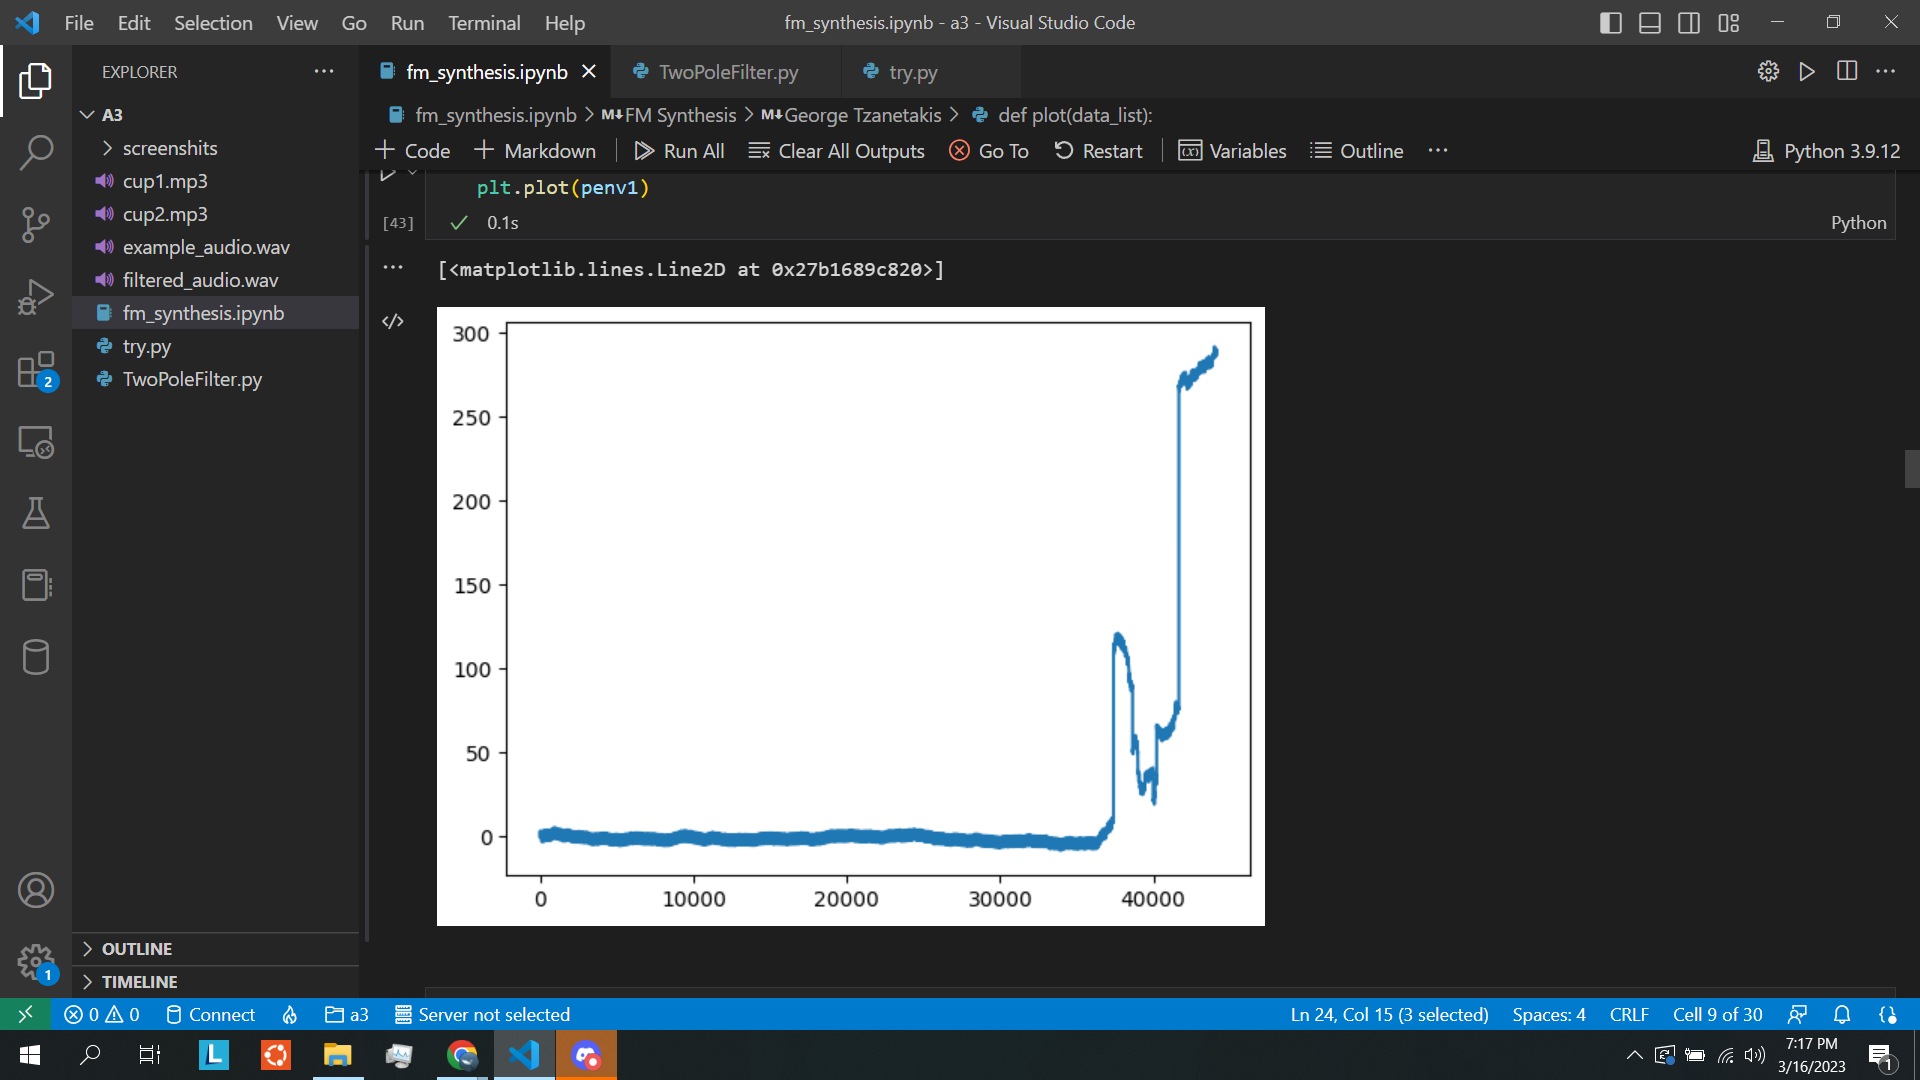 File Edit Selection View Go Run Terminal Help
fm_synthesis.ipynb - a3 - Visual Studio Code
EXPLORER
A3
screenshits
cup1.mp3
cup2.mp3
example_audio.wav
filtered_audio.wav
fm_synthesis.ipynb
try.py
TwoPoleFilter.py
OUTLINE
TIMELINE
2
1
fm_synthesis.ipynb TwoPoleFilter.py try.py
fm_synthesis.ipynb > M↓FM Synthesis > M↓George Tzanetakis > def plot(data_list):
+ Code + Markdown Run All Clear All Outputs Go To Restart Variables Outline Python 3.9.12
plt.plot(penv1)
[43] 0.1s Python
[<matplotlib.lines.Line2D at 0x27b1689c820>]
300
250
200
150
100
50
0
0 10000 20000 30000 40000
0 0 Connect a3 Server not selected Ln 24, Col 15 (3 selected) Spaces: 4 CRLF Cell 9 of 30
L
7:17 PM
3/16/2023
1